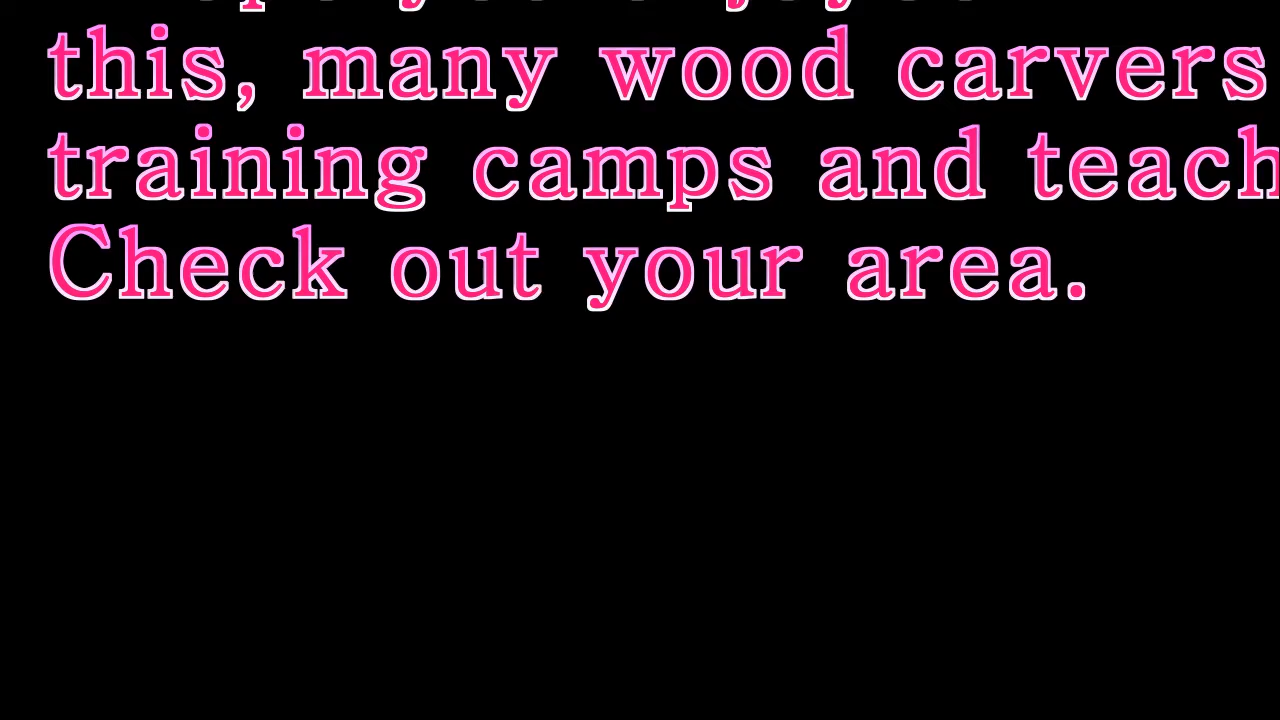 this, many wood carvers
training camps and teach
Check out your area.